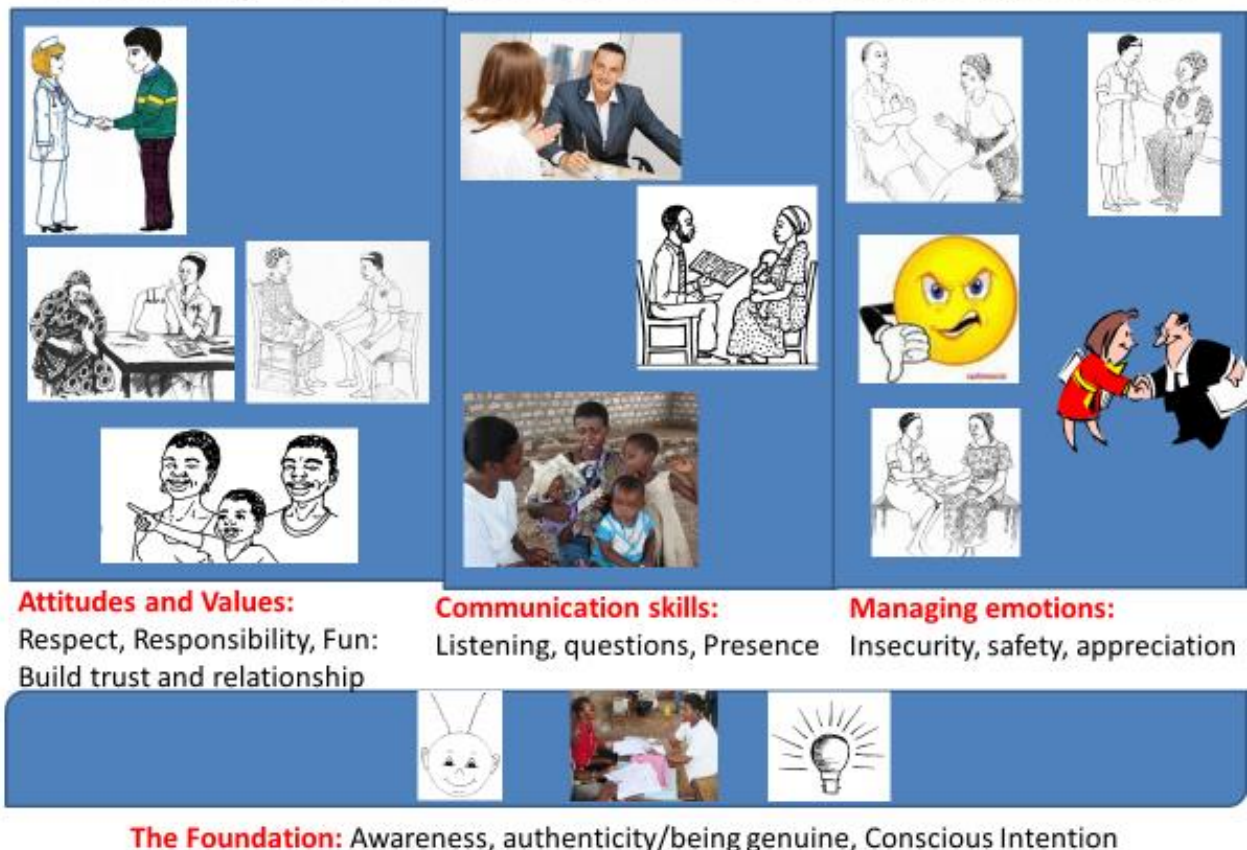 Attitudes and Values:
Respect, Responsibility, Fun:
Build trust and relationship
Communication skills:
Listening, questions, Presence
Managing emotions:
Insecurity, safety, appreciation
The Foundation: Awareness, authenticity/being genuine, Conscious Intention